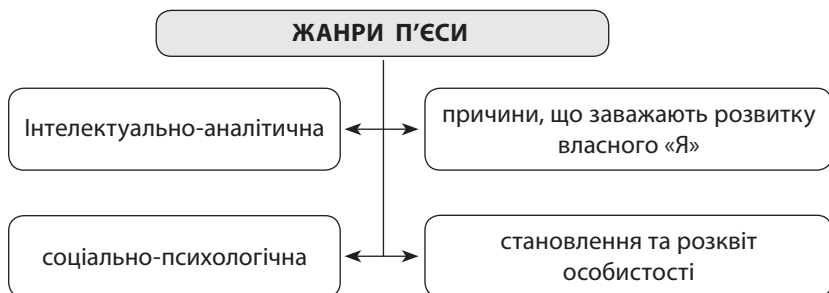 ЖАНРИ П’ЄСИ
Інтелектуально-аналітична
причини, що заважають розвитку
власного «Я»
соціально-психологічна
становлення та розквіт
особистості